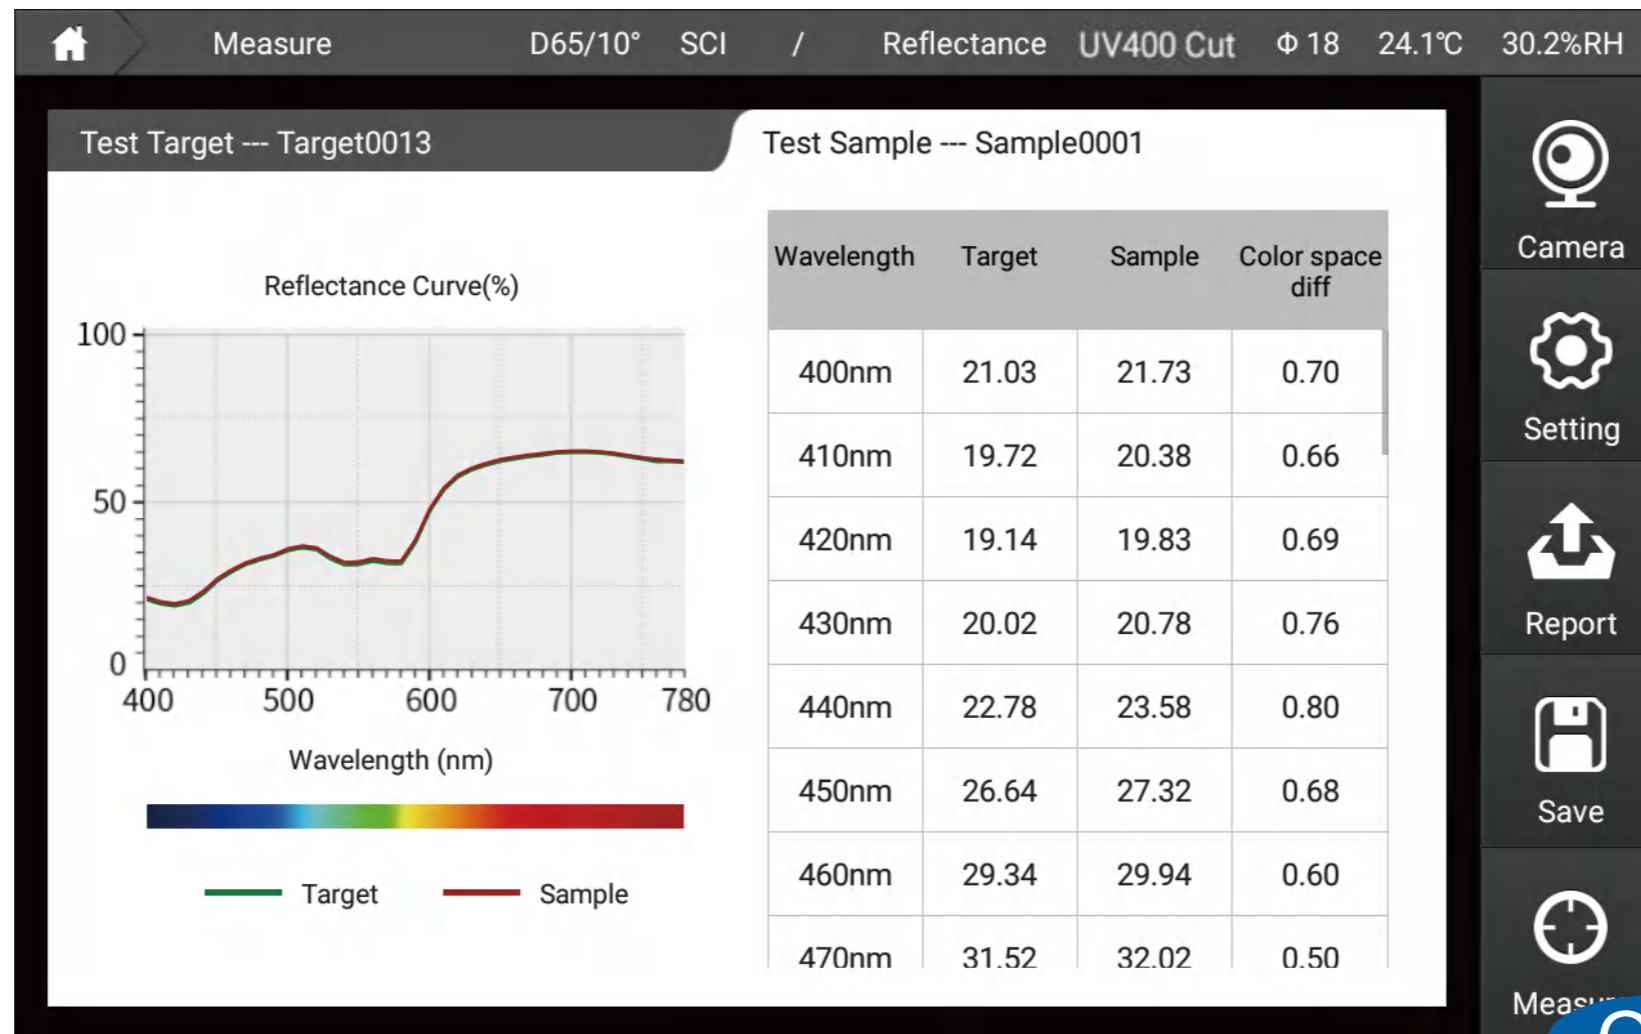 Measure D65/10° SCI / Reflectance UV400 Cut Φ 18 24.1℃ 30.2%RH
Test Target --- Target0013
Test Sample --- Sample0001
Reflectance Curve(%)
100
50
0
400 500 600 700 780
Wavelength (nm)
Target Sample
Wavelength Target Sample Color space
diff
400nm 21.03 21.73 0.70
410nm 19.72 20.38 0.66
420nm 19.14 19.83 0.69
430nm 20.02 20.78 0.76
440nm 22.78 23.58 0.80
450nm 26.64 27.32 0.68
460nm 29.34 29.94 0.60
470nm 31.52 32.02 0.50
Camera
Setting
Report
Save
Measure